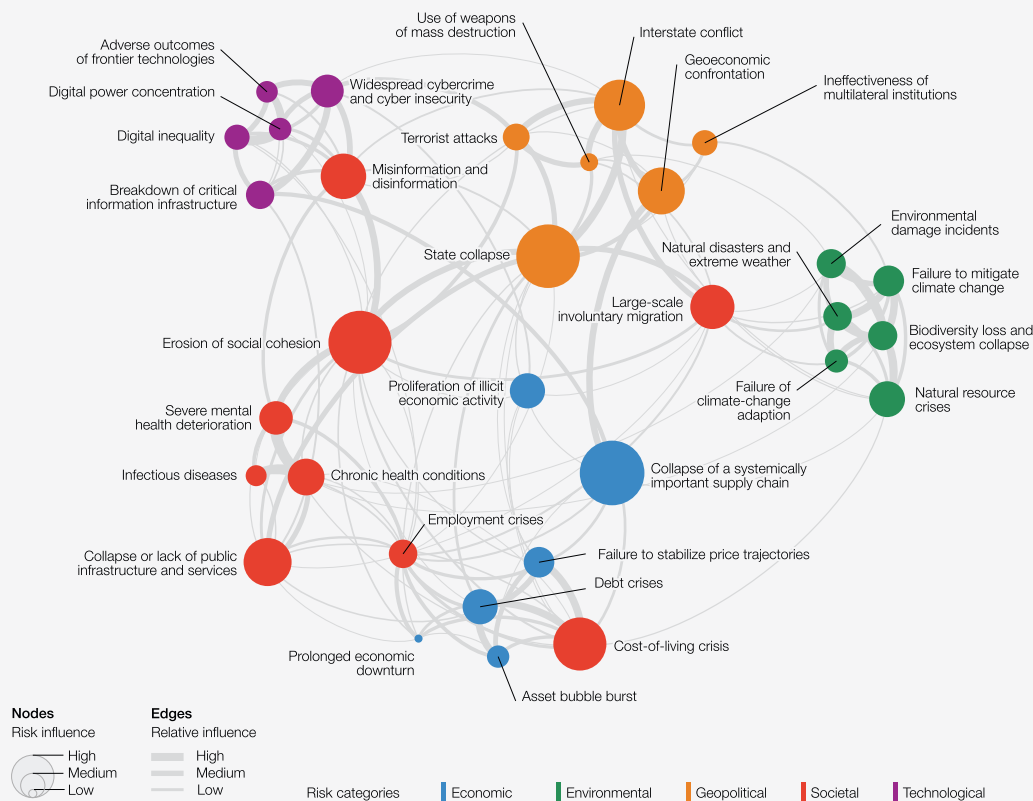 Use of weapons
of mass destruction
Interstate conflict
Adverse outcomes
of frontier technologies
Geoeconomic
confrontation
Ineffectiveness of
multilateral institutions
Digital power concentration
Widespread cybercrime
and cyber insecurity
Digital inequality
Terrorist attacks
Misinformation and
disinformation
Breakdown of critical
information infrastructure
Environmental
damage incidents
State collapse
Natural disasters and
extreme weather
Failure to mitigate
climate change
Large-scale
involuntary migration
Biodiversity loss and
ecosystem collapse
Erosion of social cohesion
Proliferation of illicit
economic activity
Failure of
climate-change
adaption
Natural resource
crises
Severe mental
health deterioration
Infectious diseases
Chronic health conditions
Collapse of a systemically
important supply chain
Employment crises
Collapse or lack of public
infrastructure and services
Failure to stabilize price trajectories
Debt crises
Prolonged economic
downturn
Cost-of-living crisis
Asset bubble burst
Nodes
Risk influence
High
Medium
Low
Edges
Relative influence
High
Medium
Low
Risk categories
Economic
Environmental
Geopolitical
Societal
Technological